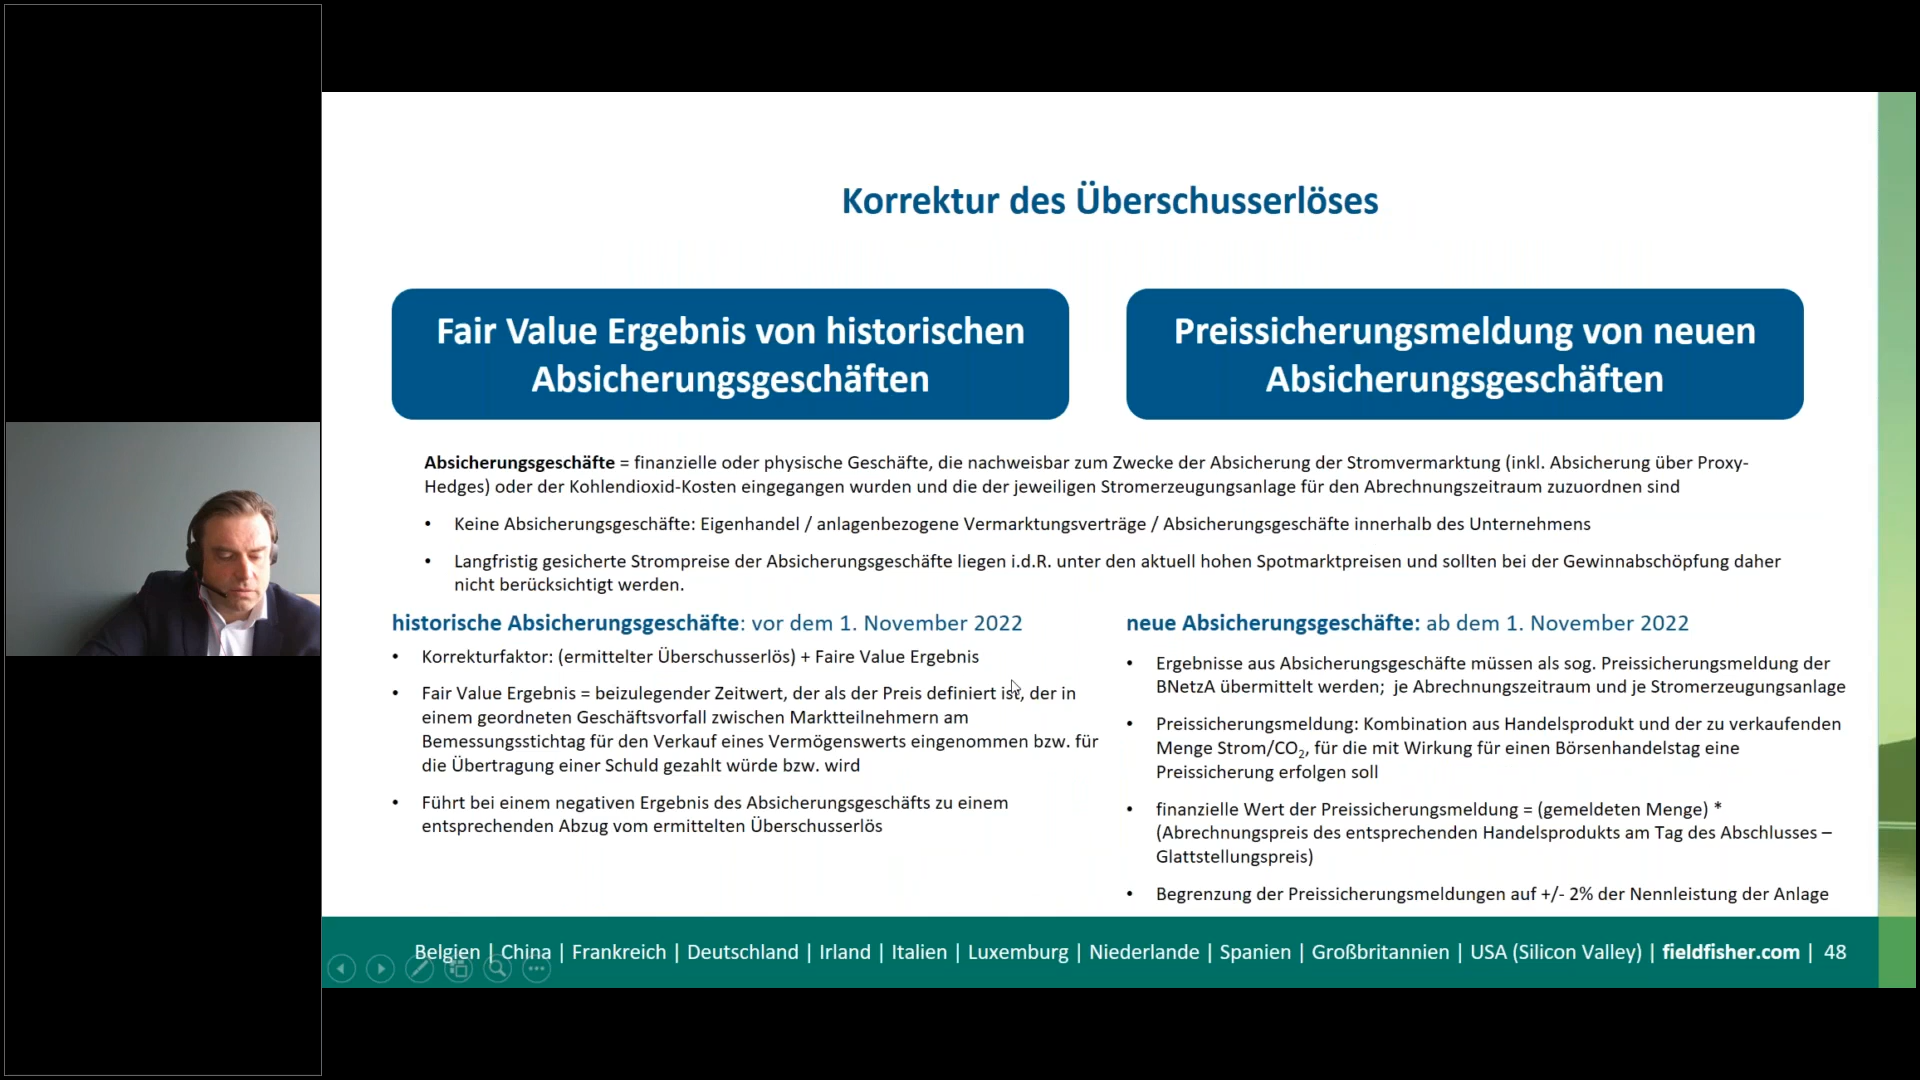 Korrektur des Überschusserlöses
Fair Value Ergebnis von historischen
Absicherungsgeschäften
Preissicherungsmeldung von neuen
Absicherungsgeschäften
Absicherungsgeschäfte = finanzielle oder physische Geschäfte, die nachweisbar zum Zwecke der Absicherung der Stromvermarktung (inkl. Absicherung über Proxy-
Hedges) oder der Kohlendioxid-Kosten eingegangen wurden und die der jeweiligen Stromerzeugungsanlage für den Abrechnungszeitraum zuzuordnen sind
• Keine Absicherungsgeschäfte: Eigenhandel / anlagenbezogene Vermarktungsverträge / Absicherungsgeschäfte innerhalb des Unternehmens
• Langfristig gesicherte Strompreise der Absicherungsgeschäfte liegen i.d.R. unter den aktuell hohen Spotmarktpreisen und sollten bei der Gewinnabschöpfung daher
nicht berücksichtigt werden.
historische Absicherungsgeschäfte: vor dem 1. November 2022
• Korrekturfaktor: (ermittelter Überschusserlös) + Faire Value Ergebnis
• Fair Value Ergebnis = beizulegender Zeitwert, der als der Preis definiert ist, der in
einem geordneten Geschäftsvorfall zwischen Marktteilnehmern am
Bemessungsstichtag für den Verkauf eines Vermögenswerts eingenommen bzw. für
die Übertragung einer Schuld gezahlt würde bzw. wird
• Führt bei einem negativen Ergebnis des Absicherungsgeschäfts zu einem
entsprechenden Abzug vom ermittelten Überschusserlös
neue Absicherungsgeschäfte: ab dem 1. November 2022
• Ergebnisse aus Absicherungsgeschäfte müssen als sog. Preissicherungsmeldung der
BNetzA übermittelt werden; je Abrechnungszeitraum und je Stromerzeugungsanlage
• Preissicherungsmeldung: Kombination aus Handelsprodukt und der zu verkaufenden
Menge Strom/CO₂, für die mit Wirkung für einen Börsenhandelstag eine
Preissicherung erfolgen soll
• finanzielle Wert der Preissicherungsmeldung = (gemeldeten Menge) *
(Abrechnungspreis des entsprechenden Handelsprodukts am Tag des Abschlusses –
Glattstellungspreis)
• Begrenzung der Preissicherungsmeldungen auf +/- 2% der Nennleistung der Anlage
Belgien | China | Frankreich | Deutschland | Irland | Italien | Luxemburg | Niederlande | Spanien | Großbritannien | USA (Silicon Valley) | fieldfisher.com | 48